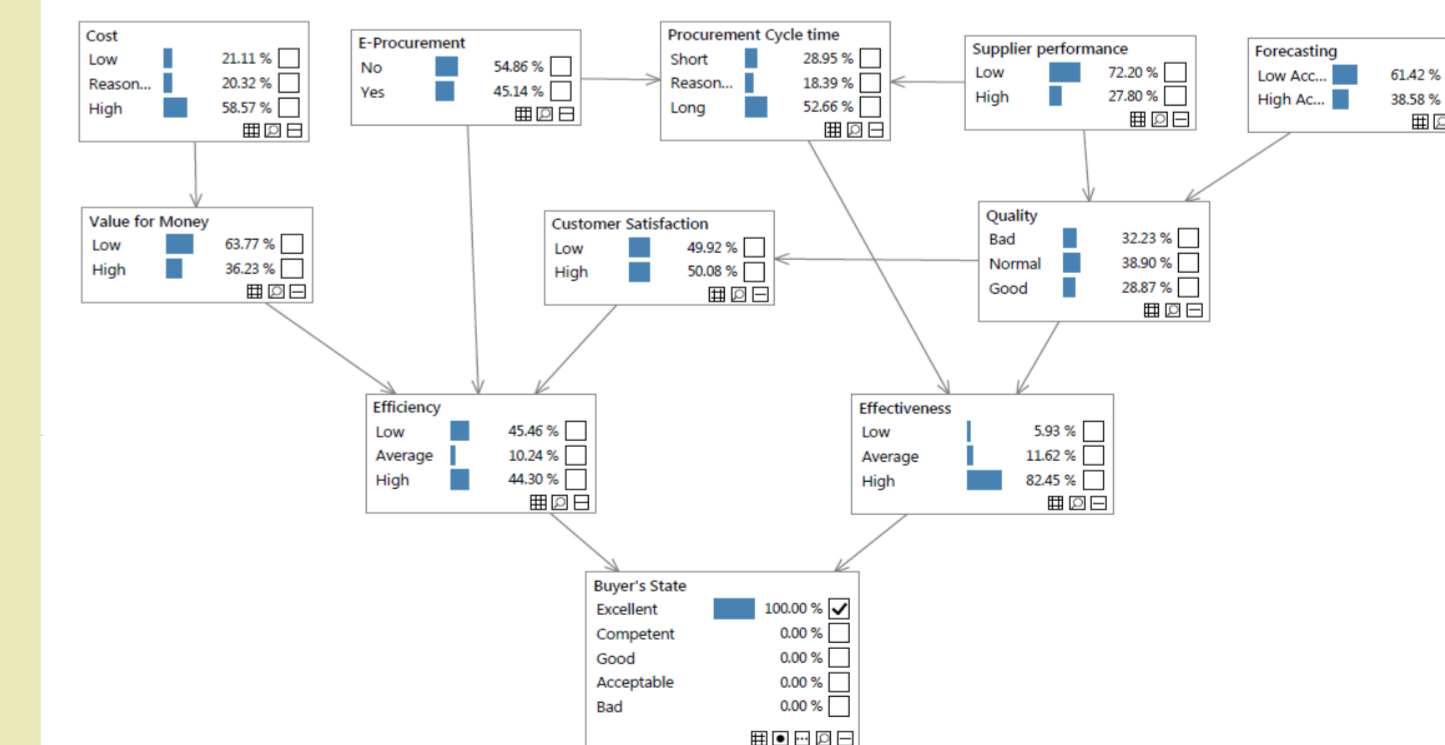 Cost
Low 21.11 %
Reason... 20.32 %
High 58.57 %
E-Procurement
No 54.86 %
Yes 45.14 %
Procurement Cycle time
Short 28.95 %
Reason... 18.39 %
Long 52.66 %
Supplier performance
Low 72.20 %
High 27.80 %
Forecasting
Low Acc... 61.42 %
High Ac... 38.58 %
Value for Money
Low 63.77 %
High 36.23 %
Customer Satisfaction
Low 49.92 %
High 50.08 %
Quality
Bad 32.23 %
Normal 38.90 %
Good 28.87 %
Efficiency
Low 45.46 %
Average 10.24 %
High 44.30 %
Effectiveness
Low 5.93 %
Average 11.62 %
High 82.45 %
Buyer's State
Excellent 100.00 %
Competent 0.00 %
Good 0.00 %
Acceptable 0.00 %
Bad 0.00 %